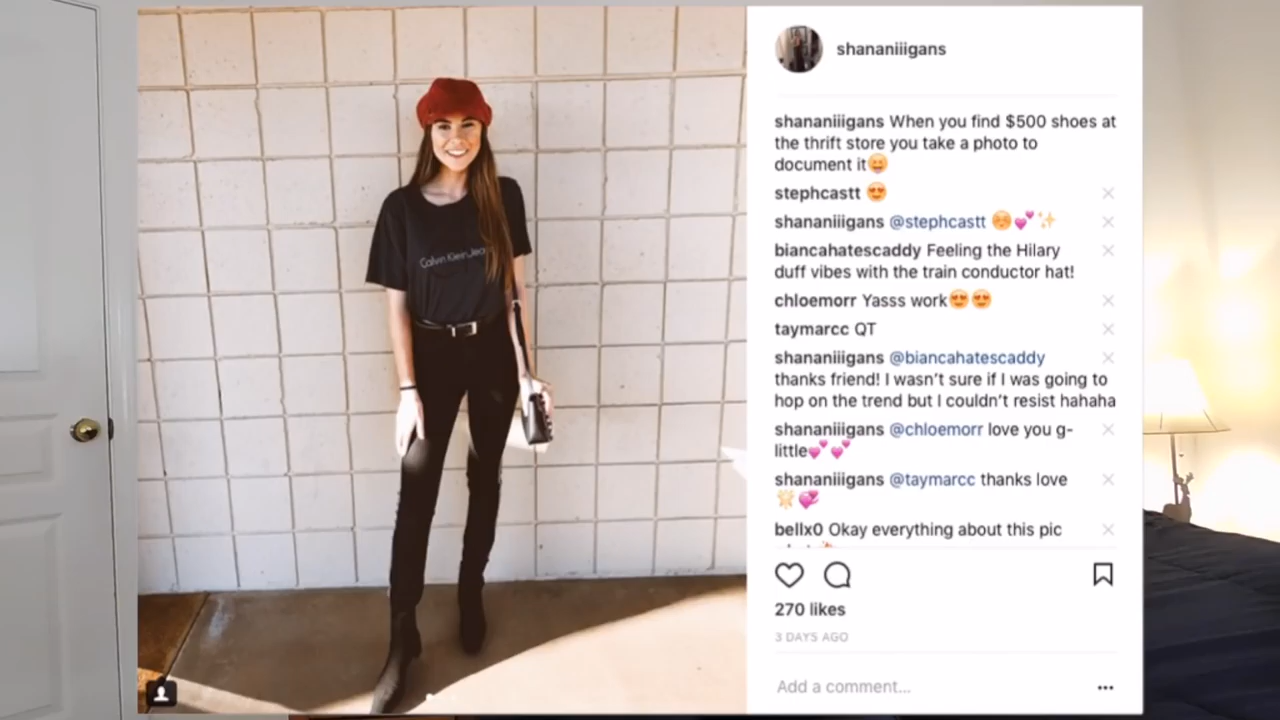 shananiiigans
shananiiigans When you find $500 shoes at
the thrift store you take a photo to
document it😄
stephcastt 😍
shananiiigans @stephcastt ☺️💕✨
biancahatescaddy Feeling the Hilary
duff vibes with the train conductor hat!
chloemorr Yasss work😍😍
taymarcc QT
shananiiigans @biancahatescaddy
thanks friend! I wasn't sure if I was going to
hop on the trend but I couldn't resist hahaha
shananiiigans @chloemorr love you g-
little💕💕
shananiiigans @taymarcc thanks love
🌟💞
bellx0 Okay everything about this pic
270 likes
3 DAYS AGO
Add a comment...
Calvin Klein Jea